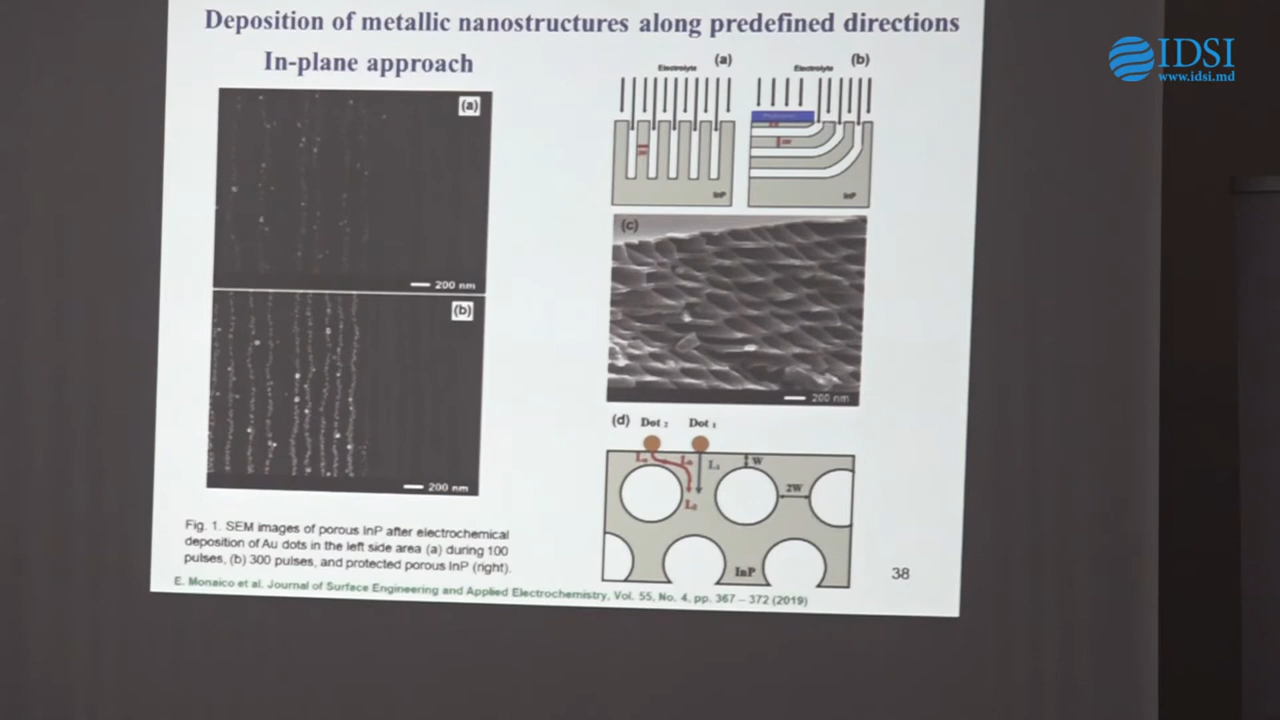 Deposition of metallic nanostructures along predefined directions
In-plane approach
(a)
200 nm
(b)
200 nm
Fig. 1. SEM images of porous InP after electrochemical
deposition of Au dots in the left side area (a) during 100
pulses, (b) 300 pulses, and protected porous InP (right).
E. Monaico et al. Journal of Surface Engineering and Applied Electrochemistry, Vol. 55, No. 4, pp. 367 – 372 (2019)
(a)
Electrolyte
InP
(b)
Electrolyte
InP
(c)
200 nm
(d) Dot 2 Dot 1
L1
W
2W
L2
InP
38
IDSI
www.idsi.md